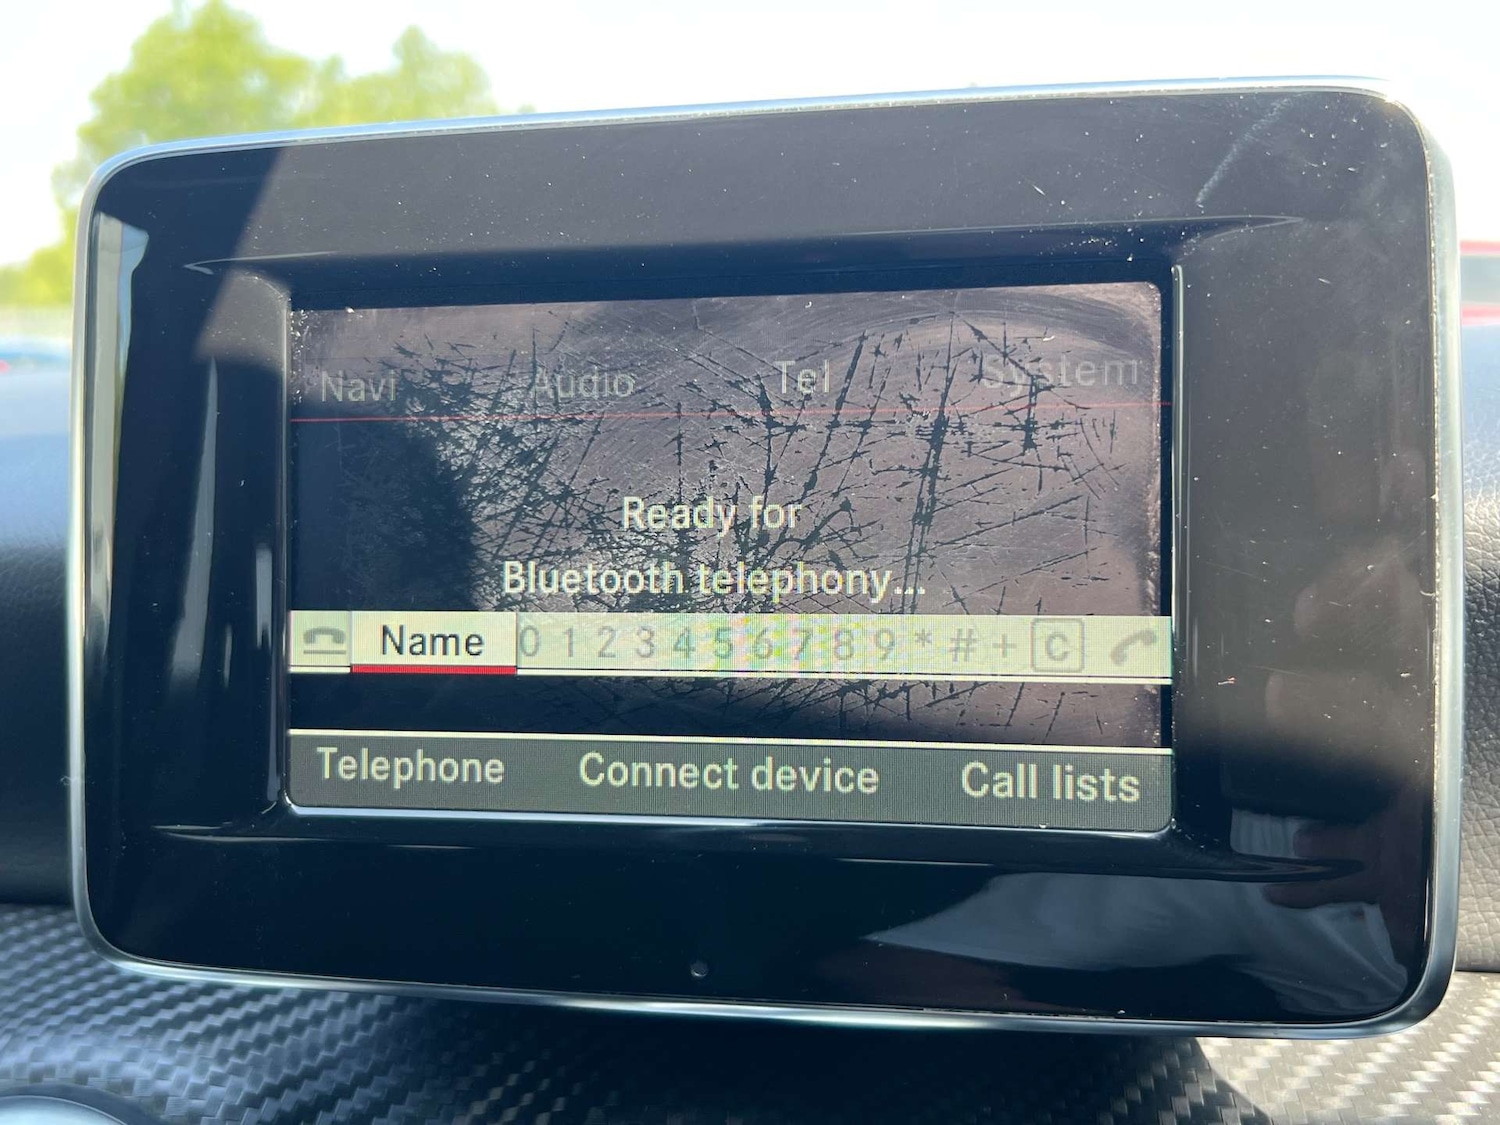 Navi Audio Tel System
Ready for
Bluetooth telephony...
Name 0 1 2 3 4 5 6 7 8 9 * # + C
Telephone Connect device Call lists